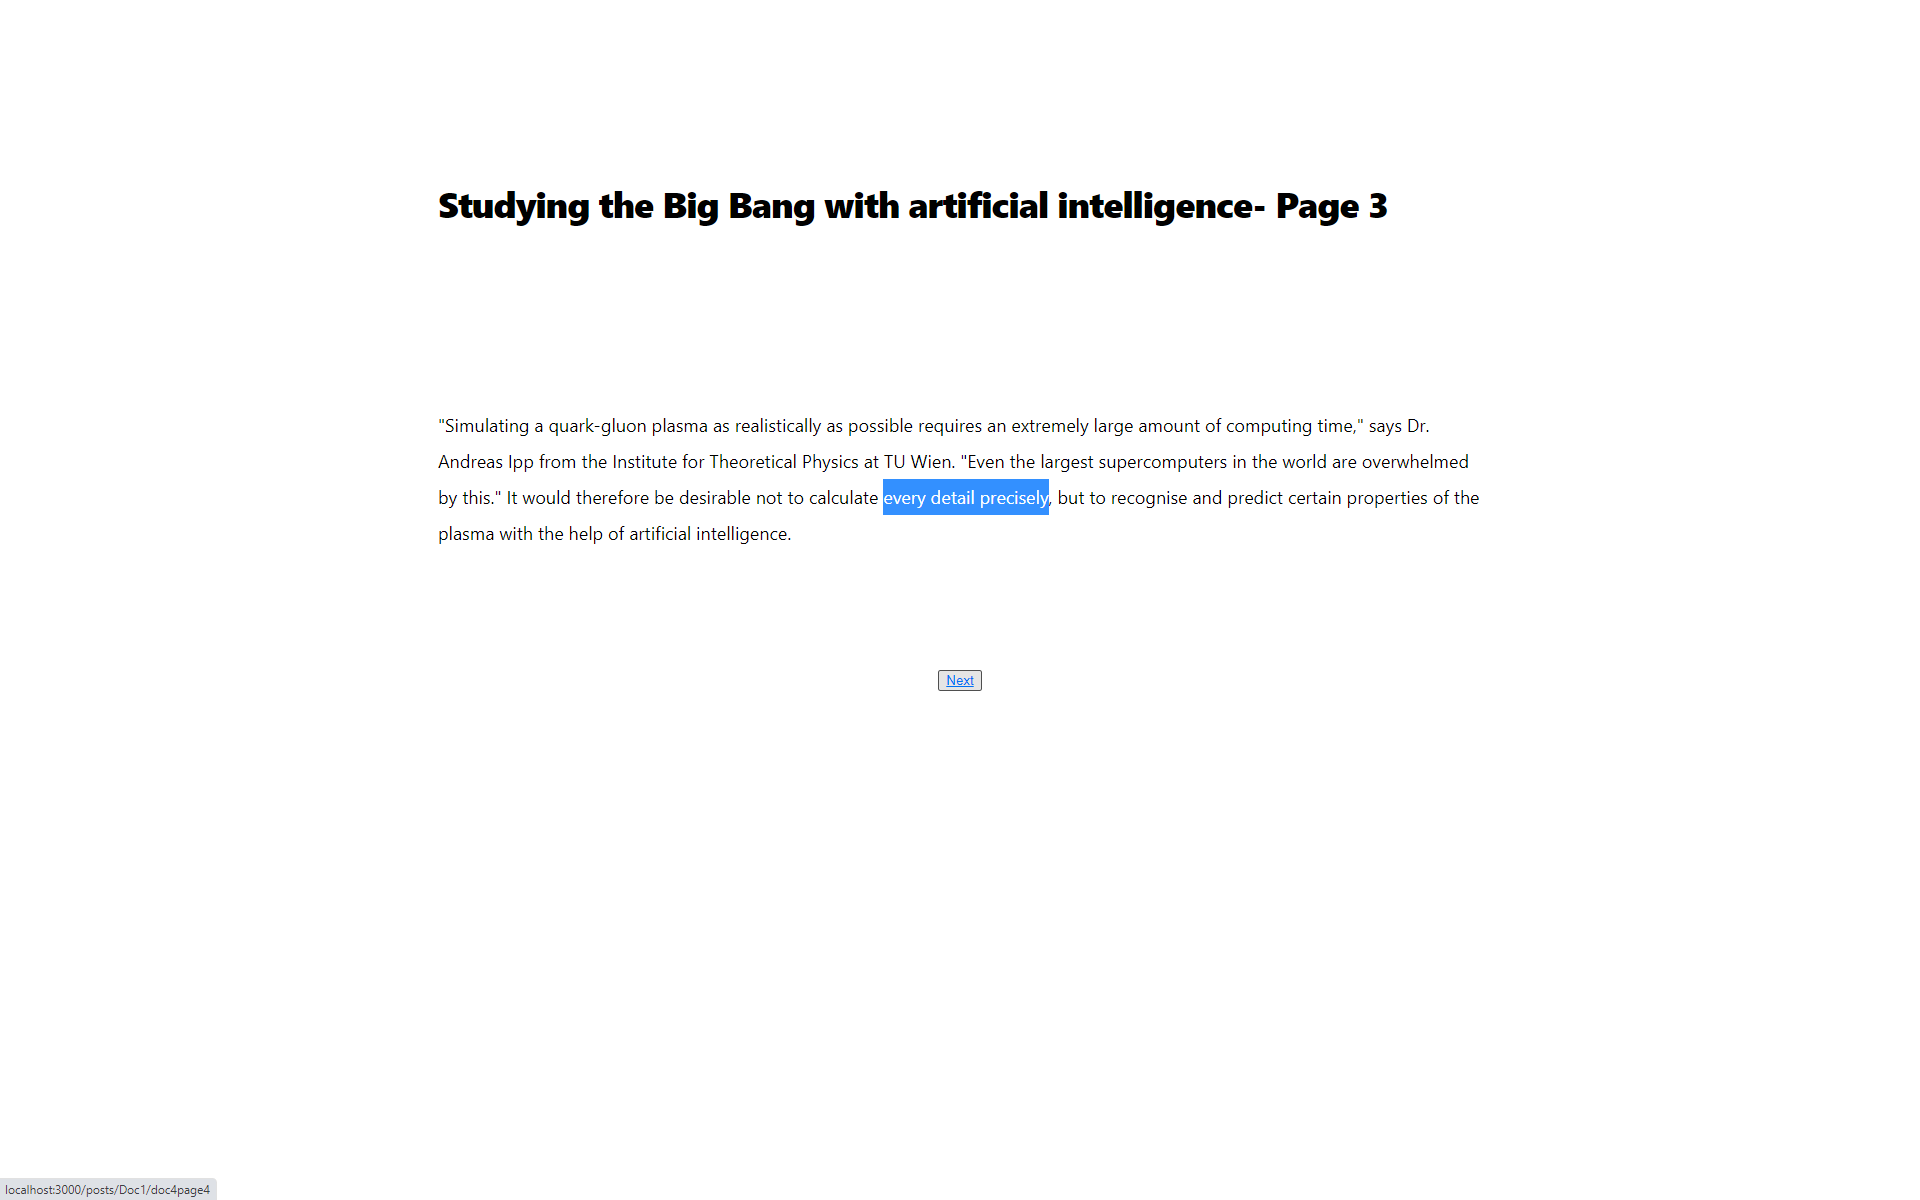 Studying the Big Bang with artificial intelligence- Page 3
"Simulating a quark-gluon plasma as realistically as possible requires an extremely large amount of computing time," says Dr.
Andreas Ipp from the Institute for Theoretical Physics at TU Wien. "Even the largest supercomputers in the world are overwhelmed
by this." It would therefore be desirable not to calculate every detail precisely, but to recognise and predict certain properties of the
plasma with the help of artificial intelligence.
Next
localhost:3000/posts/Doc1/doc4page4